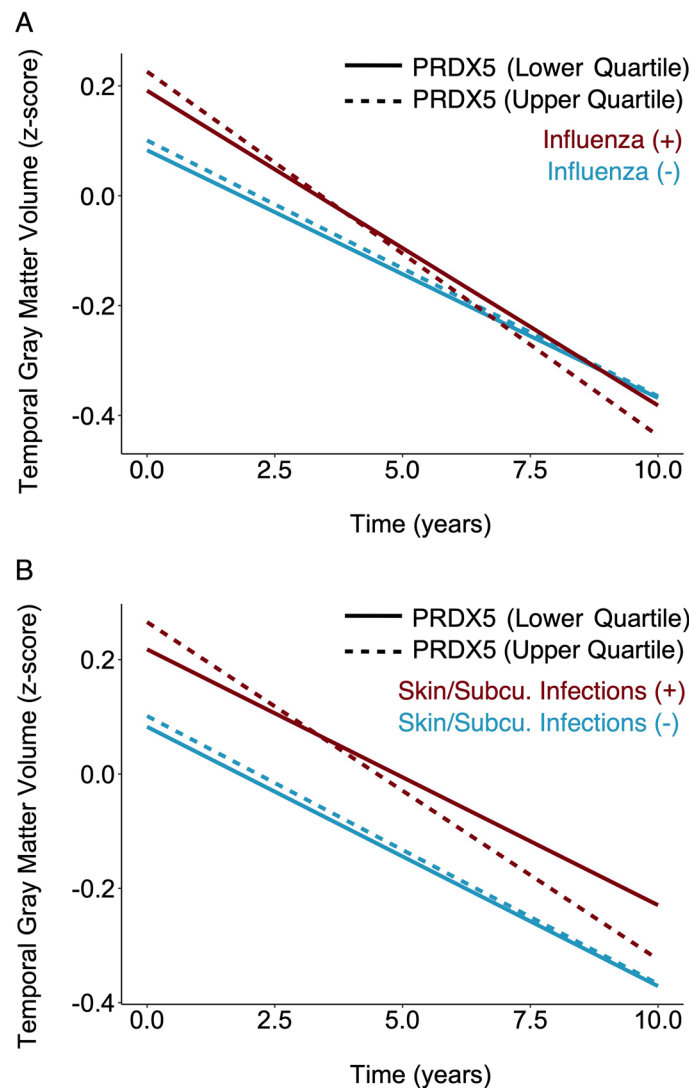 A
PRDX5 (Lower Quartile)
PRDX5 (Upper Quartile)
Influenza (+)
Influenza (-)
Temporal Gray Matter Volume (z-score)
0.2
0.0
-0.2
-0.4
0.0 2.5 5.0 7.5 10.0
Time (years)
B
PRDX5 (Lower Quartile)
PRDX5 (Upper Quartile)
Skin/Subcu. Infections (+)
Skin/Subcu. Infections (-)
Temporal Gray Matter Volume (z-score)
0.2
0.0
-0.2
-0.4
0.0 2.5 5.0 7.5 10.0
Time (years)